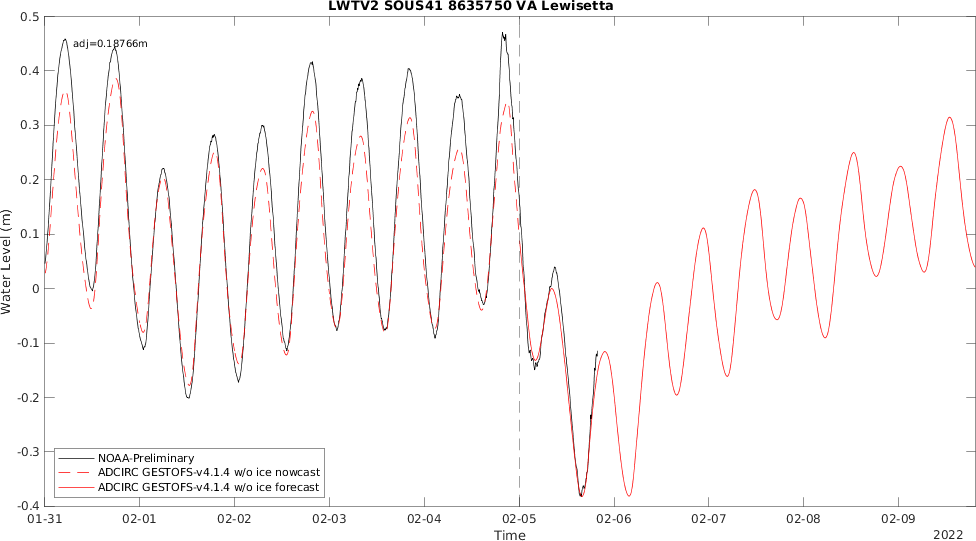 LWTV2 SOUS41 8635750 VA Lewisetta
adj=0.18766m
Water Level (m)
0.5
0.4
0.3
0.2
0.1
0
-0.1
-0.2
-0.3
-0.4
NOAA-Preliminary
ADCIRC GESTOFS-v4.1.4 w/o ice nowcast
ADCIRC GESTOFS-v4.1.4 w/o ice forecast
01-31 02-01 02-02 02-03 02-04 02-05 02-06 02-07 02-08 02-09
Time
2022